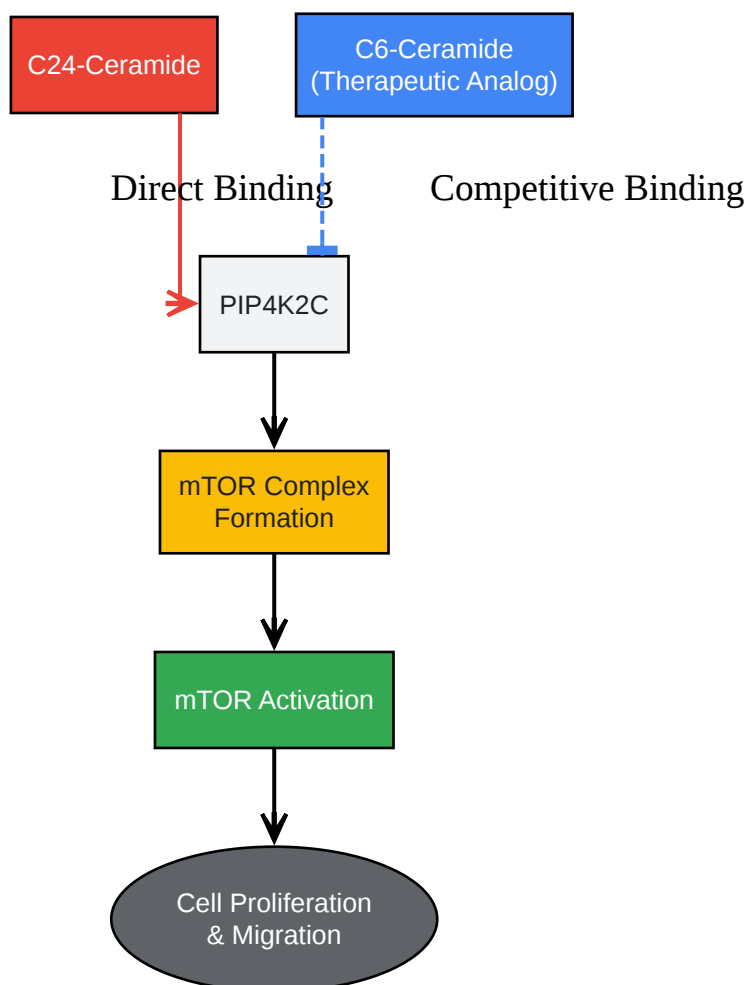 C24-Ceramide
C6-Ceramide
(Therapeutic Analog)
Direct Binding
Competitive Binding
PIP4K2C
mTOR Complex
Formation
mTOR Activation
Cell Proliferation
& Migration